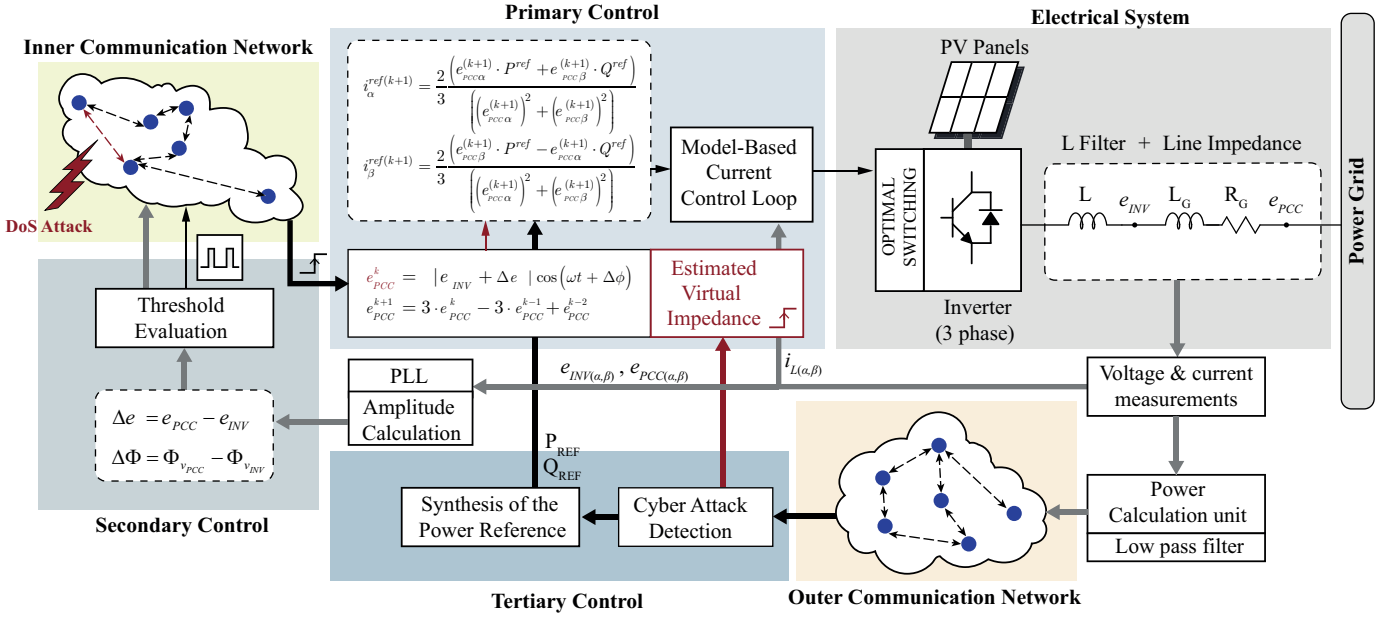 Primary Control
Electrical System
Inner Communication Network
DoS Attack
i_α^{ref(k+1)} = \frac{2}{3} \frac{(e_{PCCα}^{(k+1)} · P^{ref} + e_{PCCβ}^{(k+1)} · Q^{ref})}{((e_{PCCα}^{(k+1)})^2 + (e_{PCCβ}^{(k+1)})^2)}
i_β^{ref(k+1)} = \frac{2}{3} \frac{(e_{PCCβ}^{(k+1)} · P^{ref} − e_{PCCα}^{(k+1)} · Q^{ref})}{((e_{PCCα}^{(k+1)})^2 + (e_{PCCβ}^{(k+1)})^2)}
Model-Based
Current
Control Loop
PV Panels
OPTIMAL
SWITCHING
Inverter
(3 phase)
L Filter + Line Impedance
L
e_{INV}
L_G
R_G
e_{PCC}
Power Grid
e_{PCC}^{k} = | e_{INV} + Δe | cos(ωt + Δϕ)
e_{PCC}^{k+1} = 3 · e_{PCC}^{k} − 3 · e_{PCC}^{k−1} + e_{PCC}^{k−2}
Estimated
Virtual
Impedance
Threshold
Evaluation
Δe = e_{PCC} − e_{INV}
ΔΦ = Φ_{v_{PCC}} − Φ_{v_{INV}}
Secondary Control
PLL
Amplitude
Calculation
e_{INV(α,β)} , e_{PCC(α,β)}
i_{L(α,β)}
Voltage & current
measurements
Power
Calculation unit
Low pass filter
P_{REF}
Q_{REF}
Synthesis of the
Power Reference
Cyber Attack
Detection
Tertiary Control
Outer Communication Network